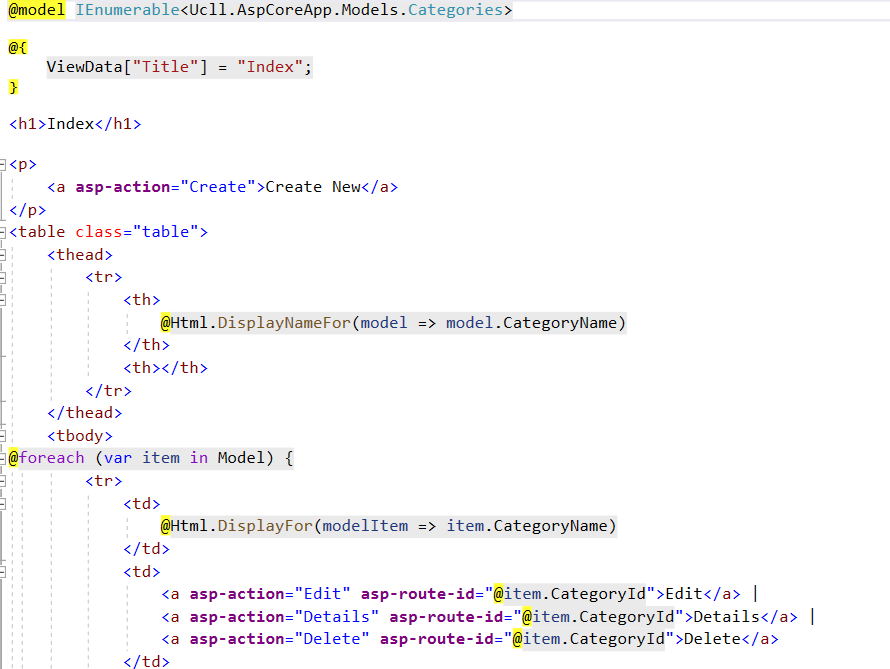 @model IEnumerable<Ucll.AspCoreApp.Models.Categories>
@{
ViewData["Title"] = "Index";
}
<h1>Index</h1>
<p>
<a asp-action="Create">Create New</a>
</p>
<table class="table">
<thead>
<tr>
<th>
@Html.DisplayNameFor(model => model.CategoryName)
</th>
<th></th>
</tr>
</thead>
<tbody>
@foreach (var item in Model) {
<tr>
<td>
@Html.DisplayFor(modelItem => item.CategoryName)
</td>
<td>
<a asp-action="Edit" asp-route-id="@item.CategoryId">Edit</a> |
<a asp-action="Details" asp-route-id="@item.CategoryId">Details</a> |
<a asp-action="Delete" asp-route-id="@item.CategoryId">Delete</a>
</td>